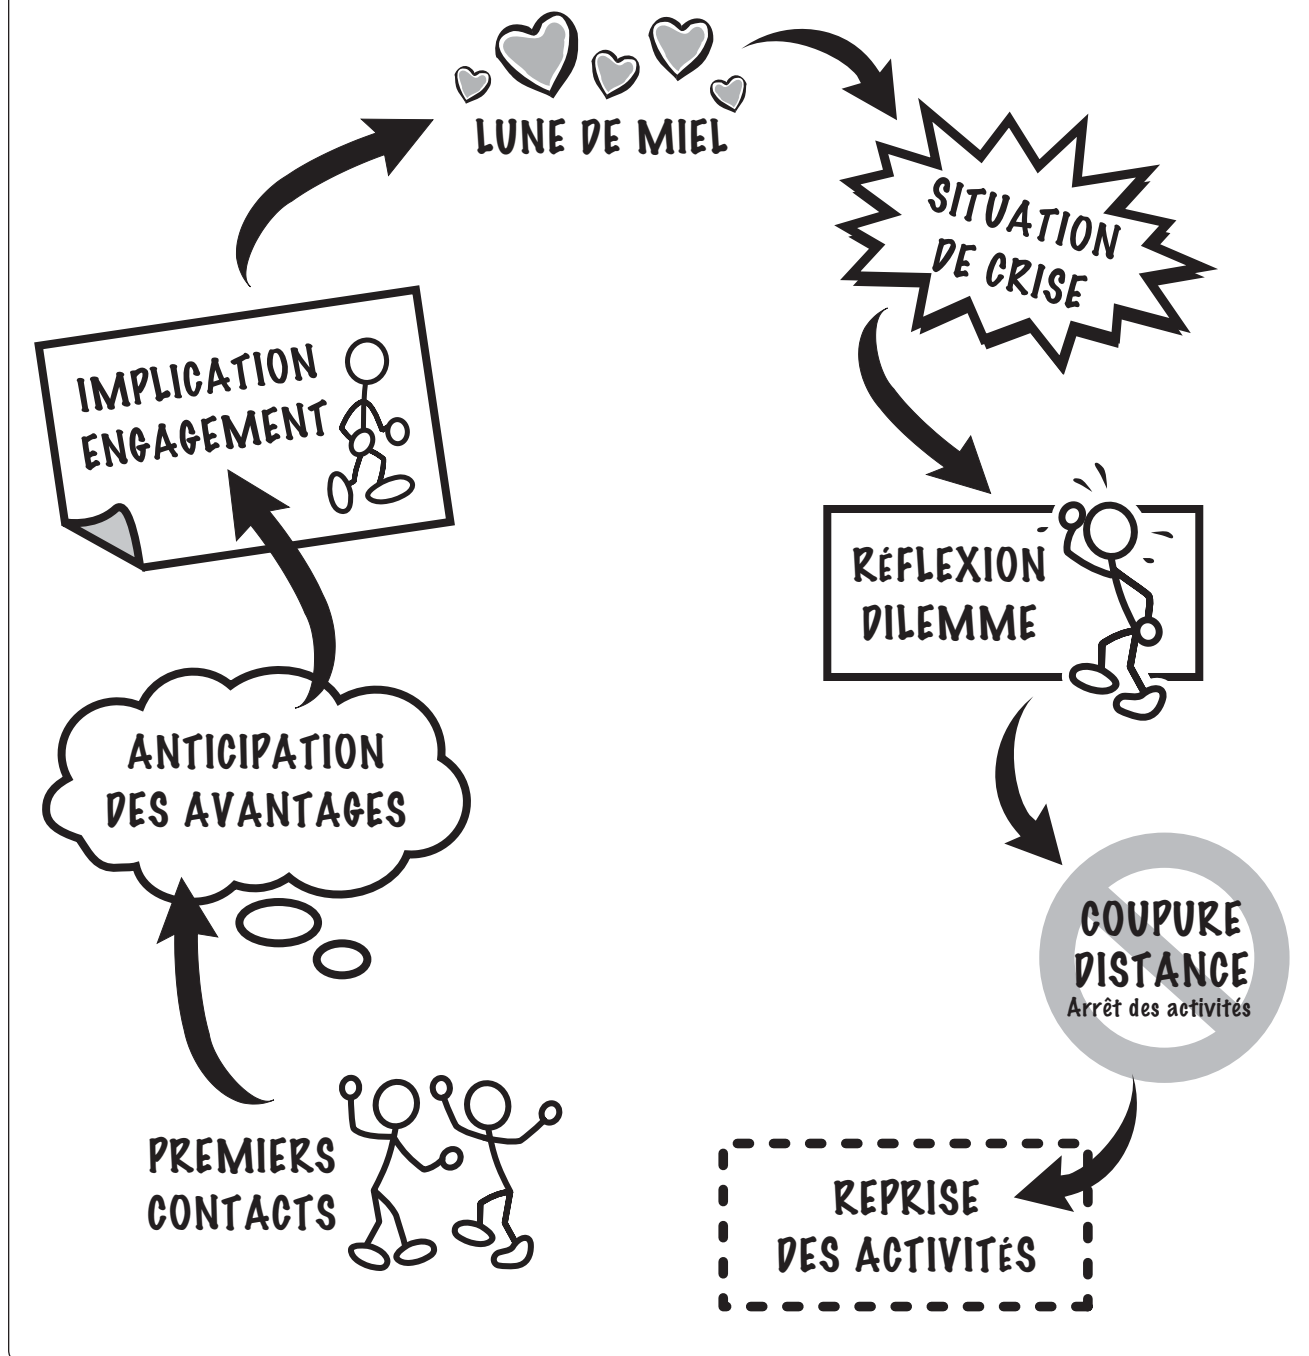 LUNE DE MIEL
SITUATION
DE CRISE
IMPLICATION
ENGAGEMENT
RÉFLEXION
DILEMME
ANTICIPATION
DES AVANTAGES
COUPURE
DISTANCE
Arrêt des activités
PREMIERS
CONTACTS
REPRISE
DES ACTIVITÉS